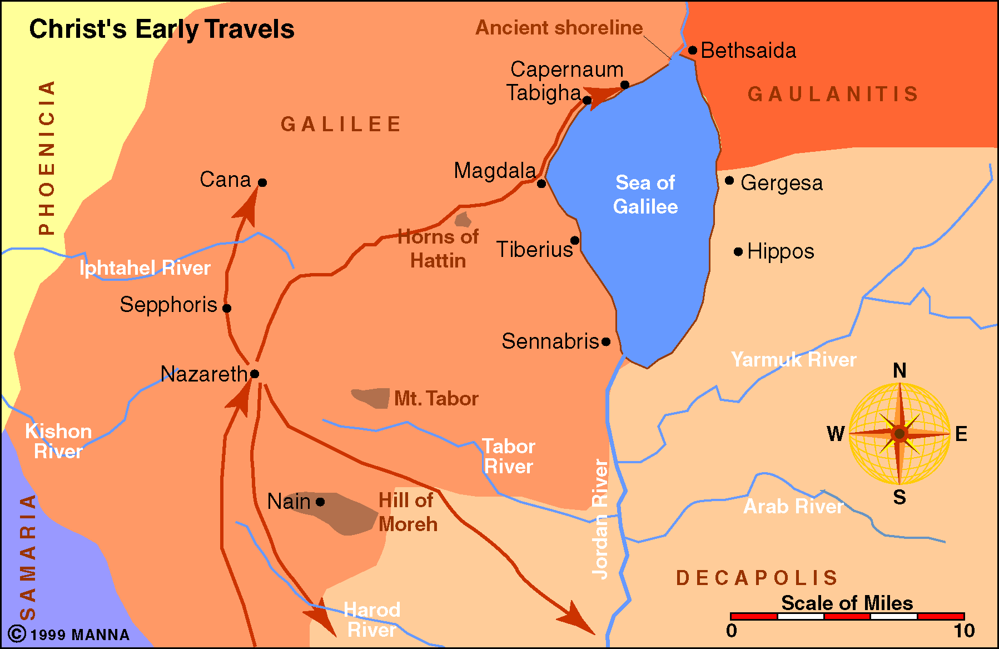 Christ's Early Travels
Ancient shoreline
Bethsaida
Capernaum
Tabigha
GAULANITIS
PHOENICIA
GALILEE
Cana
Magdala
Sea of
Galilee
Gergesa
Horns of
Hattin
Tiberius
Hippos
Iphtahel River
Sepphoris
Sennabris
Yarmuk River
Nazareth
N
Mt. Tabor
Kishon
River
W
E
Tabor
River
S
Jordan River
Nain
Hill of
Moreh
Arab River
SAMARIA
DECAPOLIS
Harod
River
Scale of Miles
0
10
© 1999 MANNA